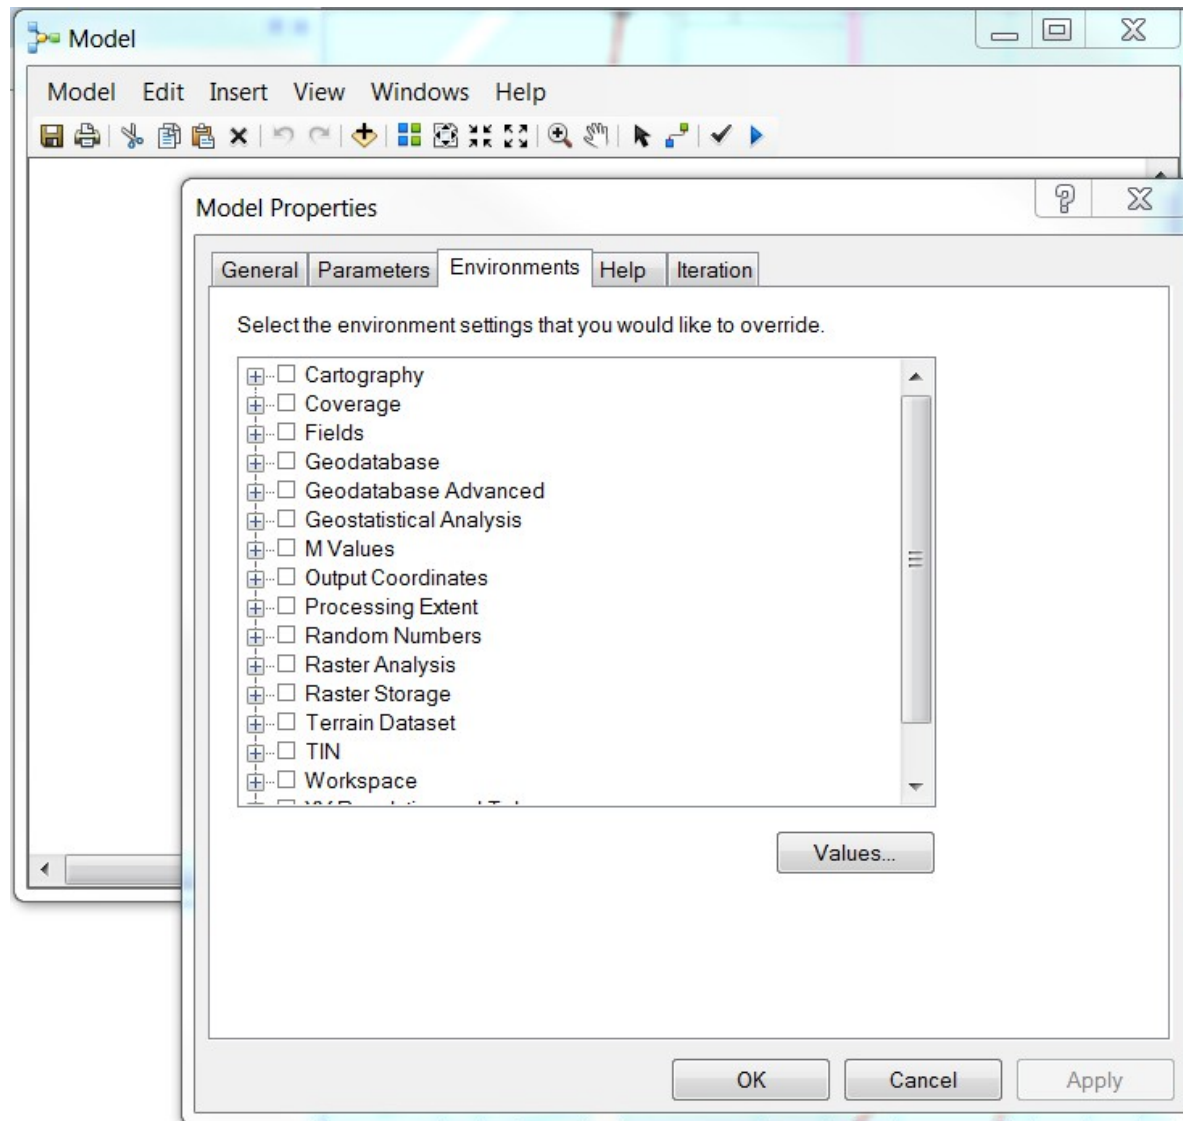 Model
Model Edit Insert View Windows Help
Model Properties
General Parameters Environments Help Iteration
Select the environment settings that you would like to override.
Cartography
Coverage
Fields
Geodatabase
Geodatabase Advanced
Geostatistical Analysis
M Values
Output Coordinates
Processing Extent
Random Numbers
Raster Analysis
Raster Storage
Terrain Dataset
TIN
Workspace
Values...
OK Cancel Apply